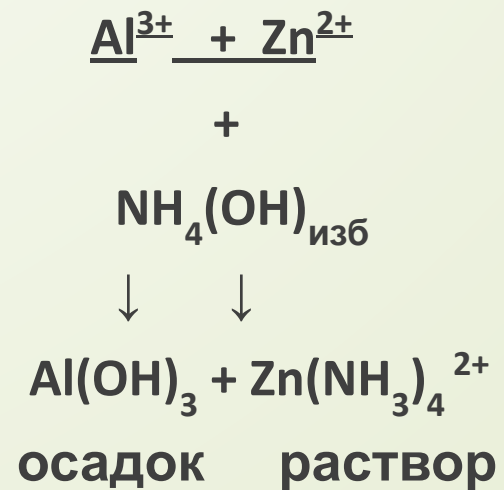 Al³⁺ + Zn²⁺
+
NH₄(OH)изб
↓ ↓
Al(OH)₃ + Zn(NH₃)₄ ²⁺
осадок раствор